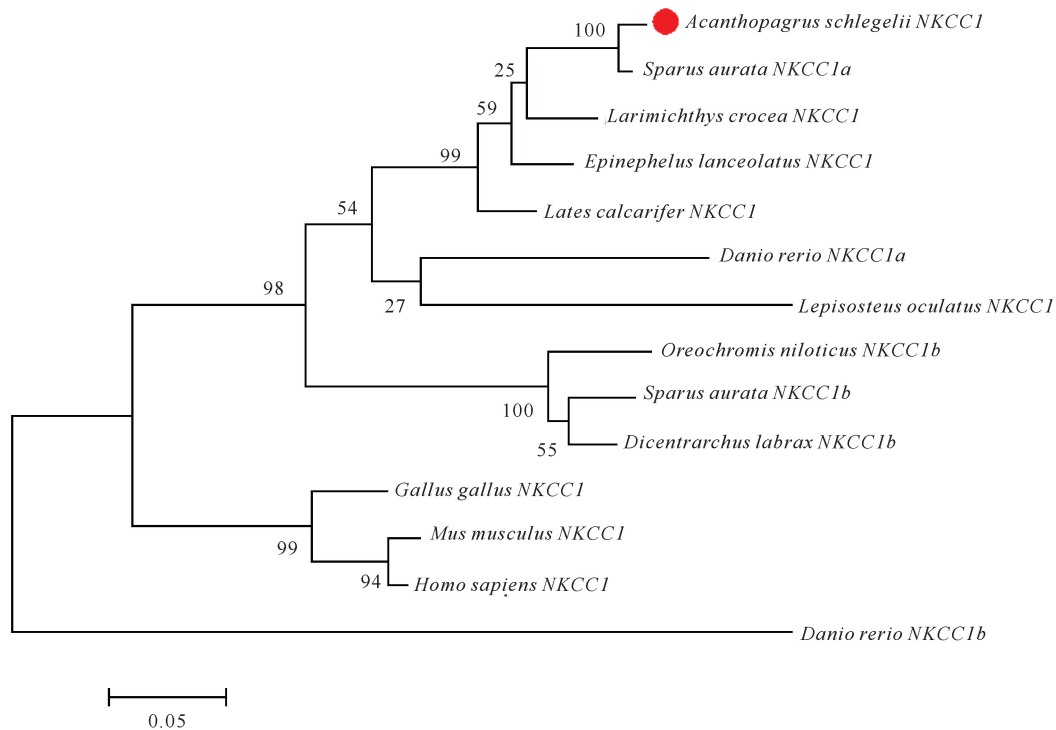 100
Acanthopagrus schlegelii NKCC1
Sparus aurata NKCC1a
25
59
Larimichthys crocea NKCC1
99
Epinephelus lanceolatus NKCC1
54
Lates calcarifer NKCC1
Danio rerio NKCC1a
98
27
Lepisosteus oculatus NKCC1
Oreochromis niloticus NKCC1b
Sparus aurata NKCC1b
100
55
Dicentrarchus labrax NKCC1b
Gallus gallus NKCC1
Mus musculus NKCC1
99
94
Homo sapiens NKCC1
Danio rerio NKCC1b
0.05